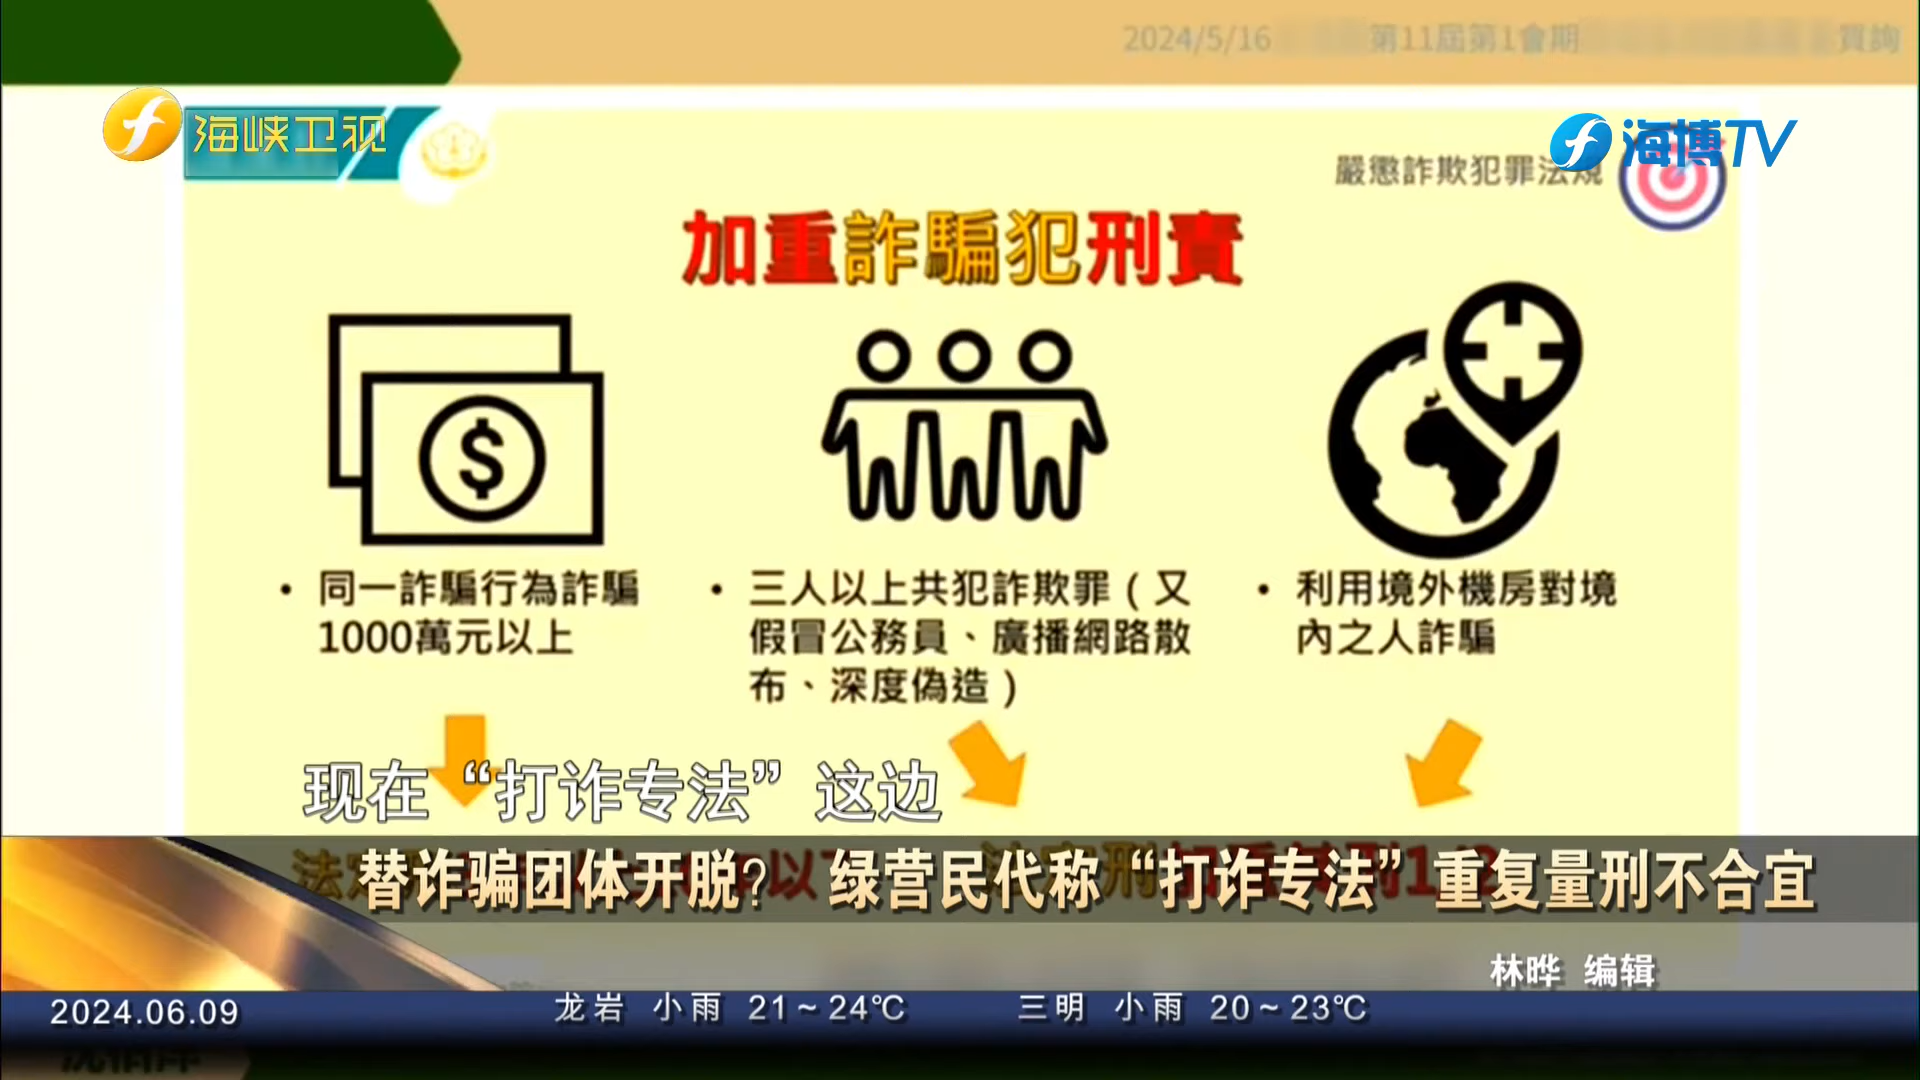 2024/5/16
第11屆第1會期
質詢
海峡卫视
海博TV
嚴懲詐欺犯罪法規
加重詐騙犯刑責
• 同一詐騙行為詐騙
1000萬元以上
• 三人以上共犯詐欺罪（又
假冒公務員、廣播網路散
布、深度偽造）
• 利用境外機房對境
內之人詐騙
现在“打诈专法”这边
替诈骗团体开脱? 绿营民代称“打诈专法”重复量刑不合宜
林晔 编辑
2024.06.09
龙岩 小雨 21～24℃
三明 小雨 20～23℃